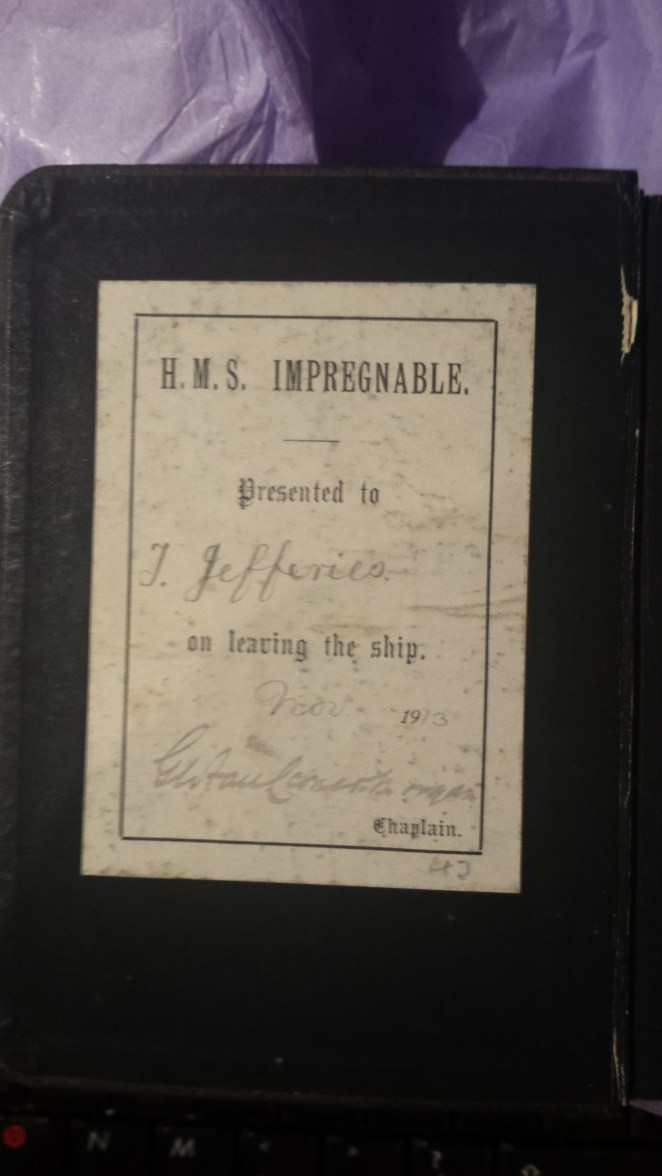 H.M.S. IMPREGNABLE.
Presented to
T. Jefferies.
on leaving the ship.
Nov 1913
Chaplain.
N M < > ?